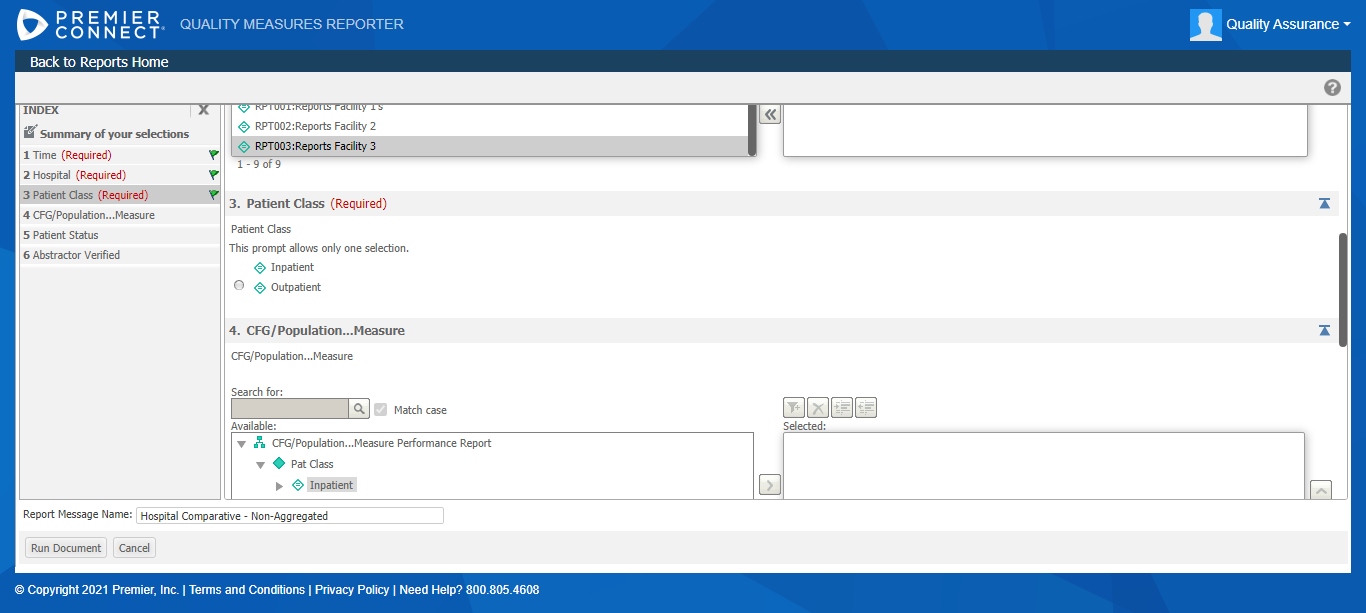 PREMIER CONNECT QUALITY MEASURES REPORTER
Quality Assurance
Back to Reports Home
INDEX X
Summary of your selections
1 Time (Required)
2 Hospital (Required)
3 Patient Class (Required)
4 CFG/Population...Measure
5 Patient Status
6 Abstractor Verified
RPT001:Reports Facility 1's
RPT002:Reports Facility 2
RPT003:Reports Facility 3
1 - 9 of 9
3. Patient Class (Required)
Patient Class
This prompt allows only one selection.
Inpatient
Outpatient
4. CFG/Population...Measure
CFG/Population...Measure
Search for:
Match case
Available:
CFG/Population...Measure Performance Report
Pat Class
Inpatient
Selected:
Report Message Name: Hospital Comparative - Non-Aggregated
Run Document Cancel
© Copyright 2021 Premier, Inc. | Terms and Conditions | Privacy Policy | Need Help? 800.805.4608